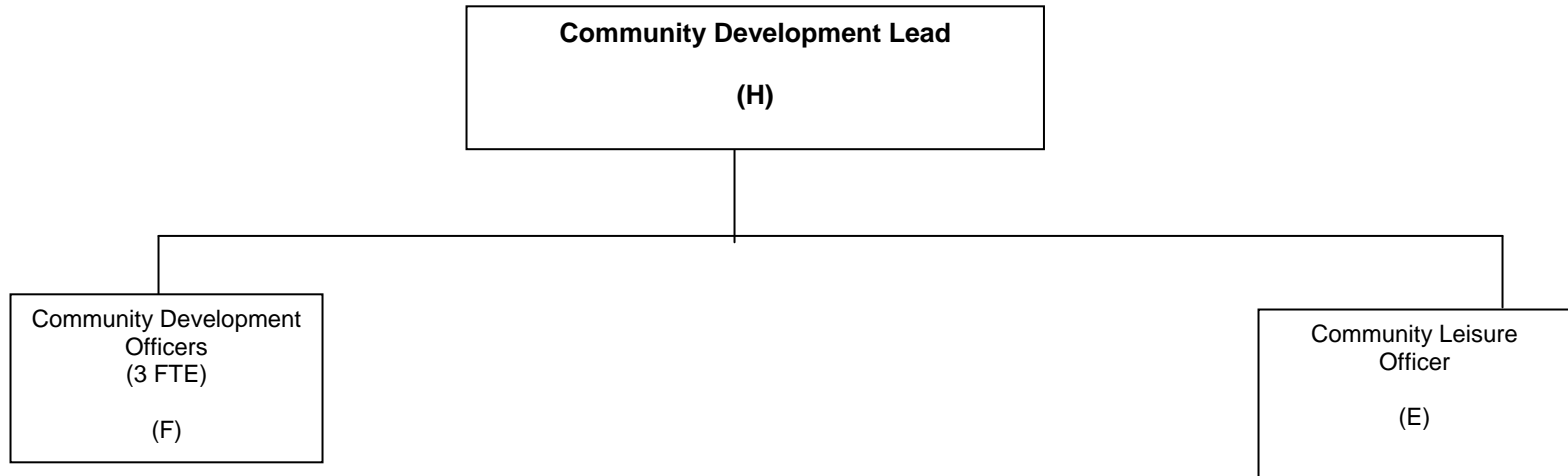 Community Development Lead
(H)
Community Development
Officers
(3 FTE)
(F)
Community Leisure
Officer
(E)